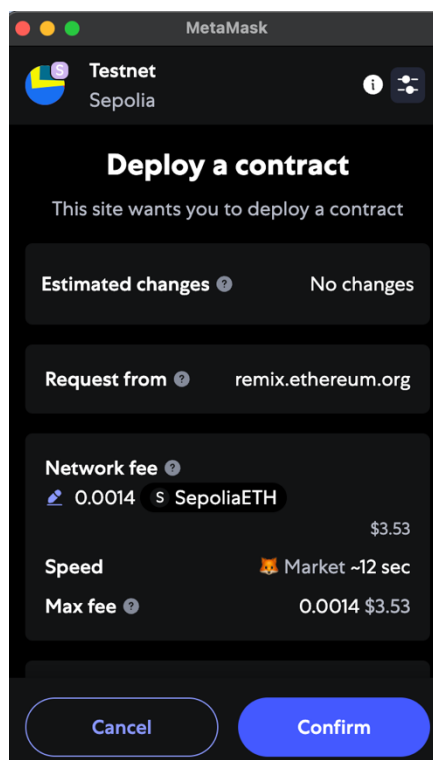 MetaMask
S
Testnet
Sepolia
i
Deploy a contract
This site wants you to deploy a contract
Estimated changes ? No changes
Request from ? remix.ethereum.org
Network fee ?
0.0014 S SepoliaETH
$3.53
Speed 🦊 Market ~12 sec
Max fee ? 0.0014 $3.53
Cancel Confirm